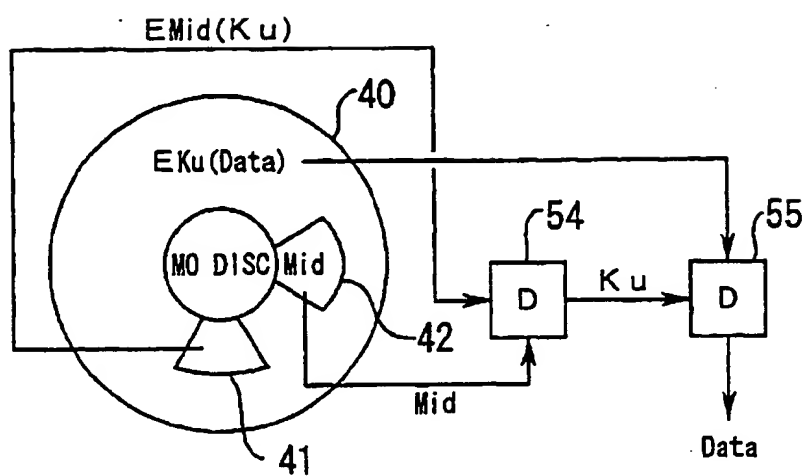 EMid(Ku)
40
EKu(Data)
54
55
MO DISC
Mid
D
Ku
D
42
Mid
41
Data